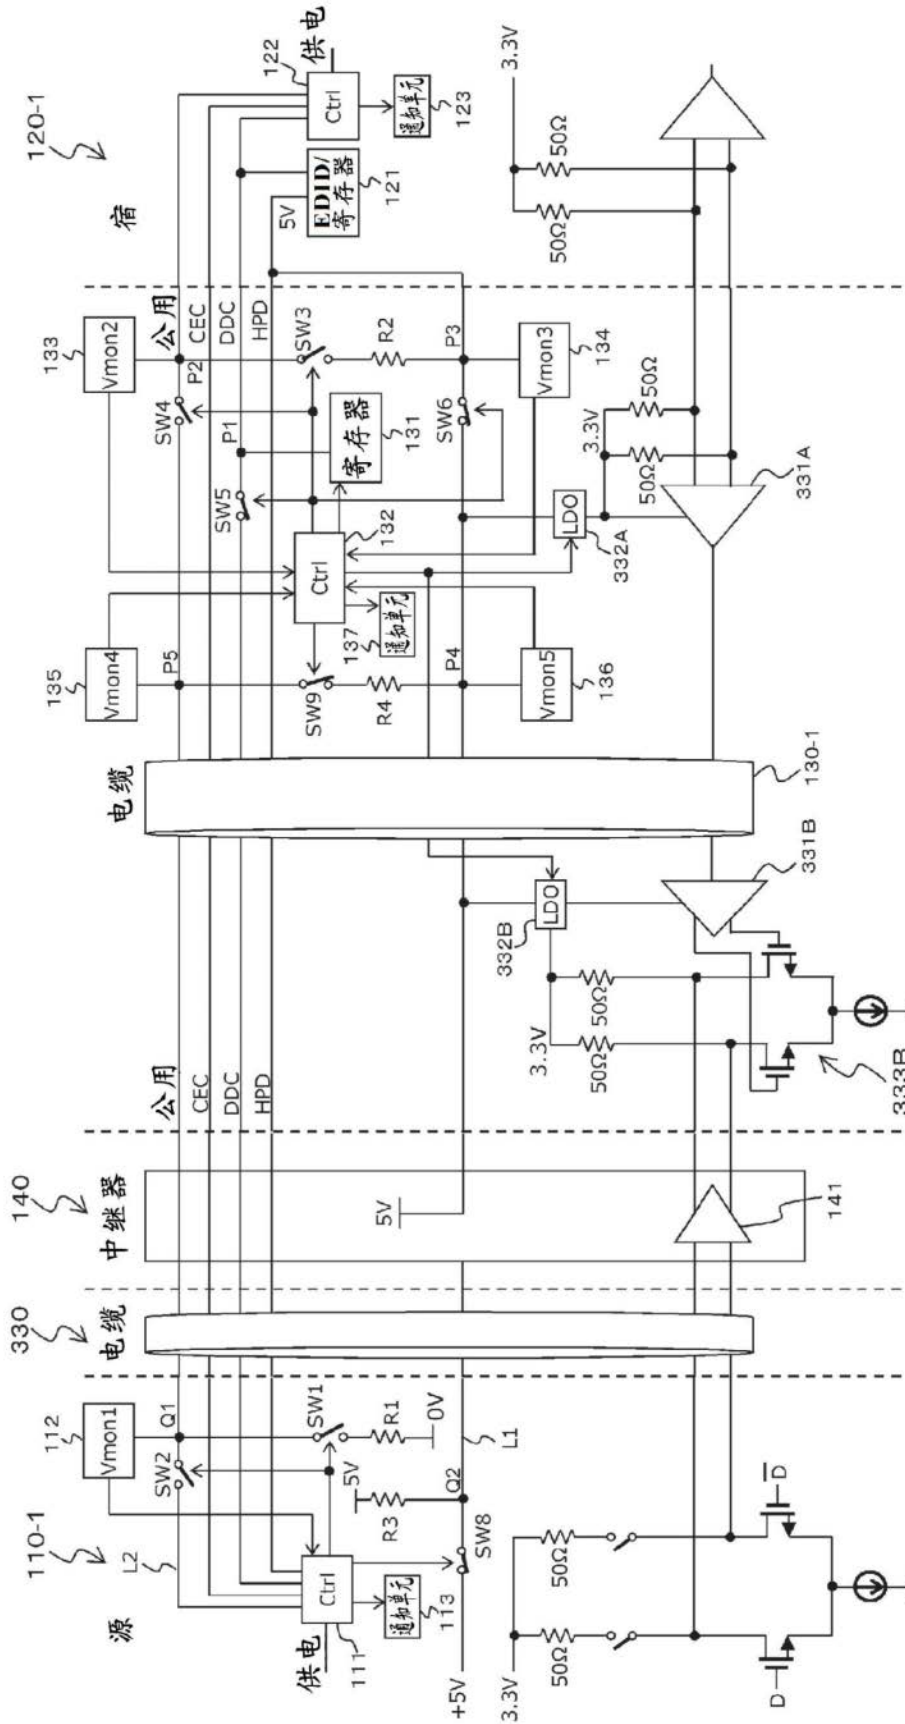 110-1
330
140
120-1
源
电缆
中继器
电缆
宿
112
Vmon1
Q1
L2
SW2
SW1
R1
0V
5V
R3
Q2
L1
SW8
Ctrl
供电
111
通知单元
113
+5V
3.3V
50Ω
50Ω
D
D̅
5V
141
公用
CEC
DDC
HPD
332B
LDO
3.3V
50Ω
50Ω
331B
333B
130-1
135
Vmon4
P5
SW9
R4
P4
Vmon5
136
Ctrl
132
137
通知单元
133
Vmon2
公用
P2
CEC
DDC
HPD
SW4
SW5
P1
SW3
R2
P3
寄存器
131
SW6
Vmon3
134
LDO
332A
3.3V
50Ω
50Ω
331A
122
供电
Ctrl
通知单元
123
5V
EDID/
寄存器
121
3.3V
50Ω
50Ω